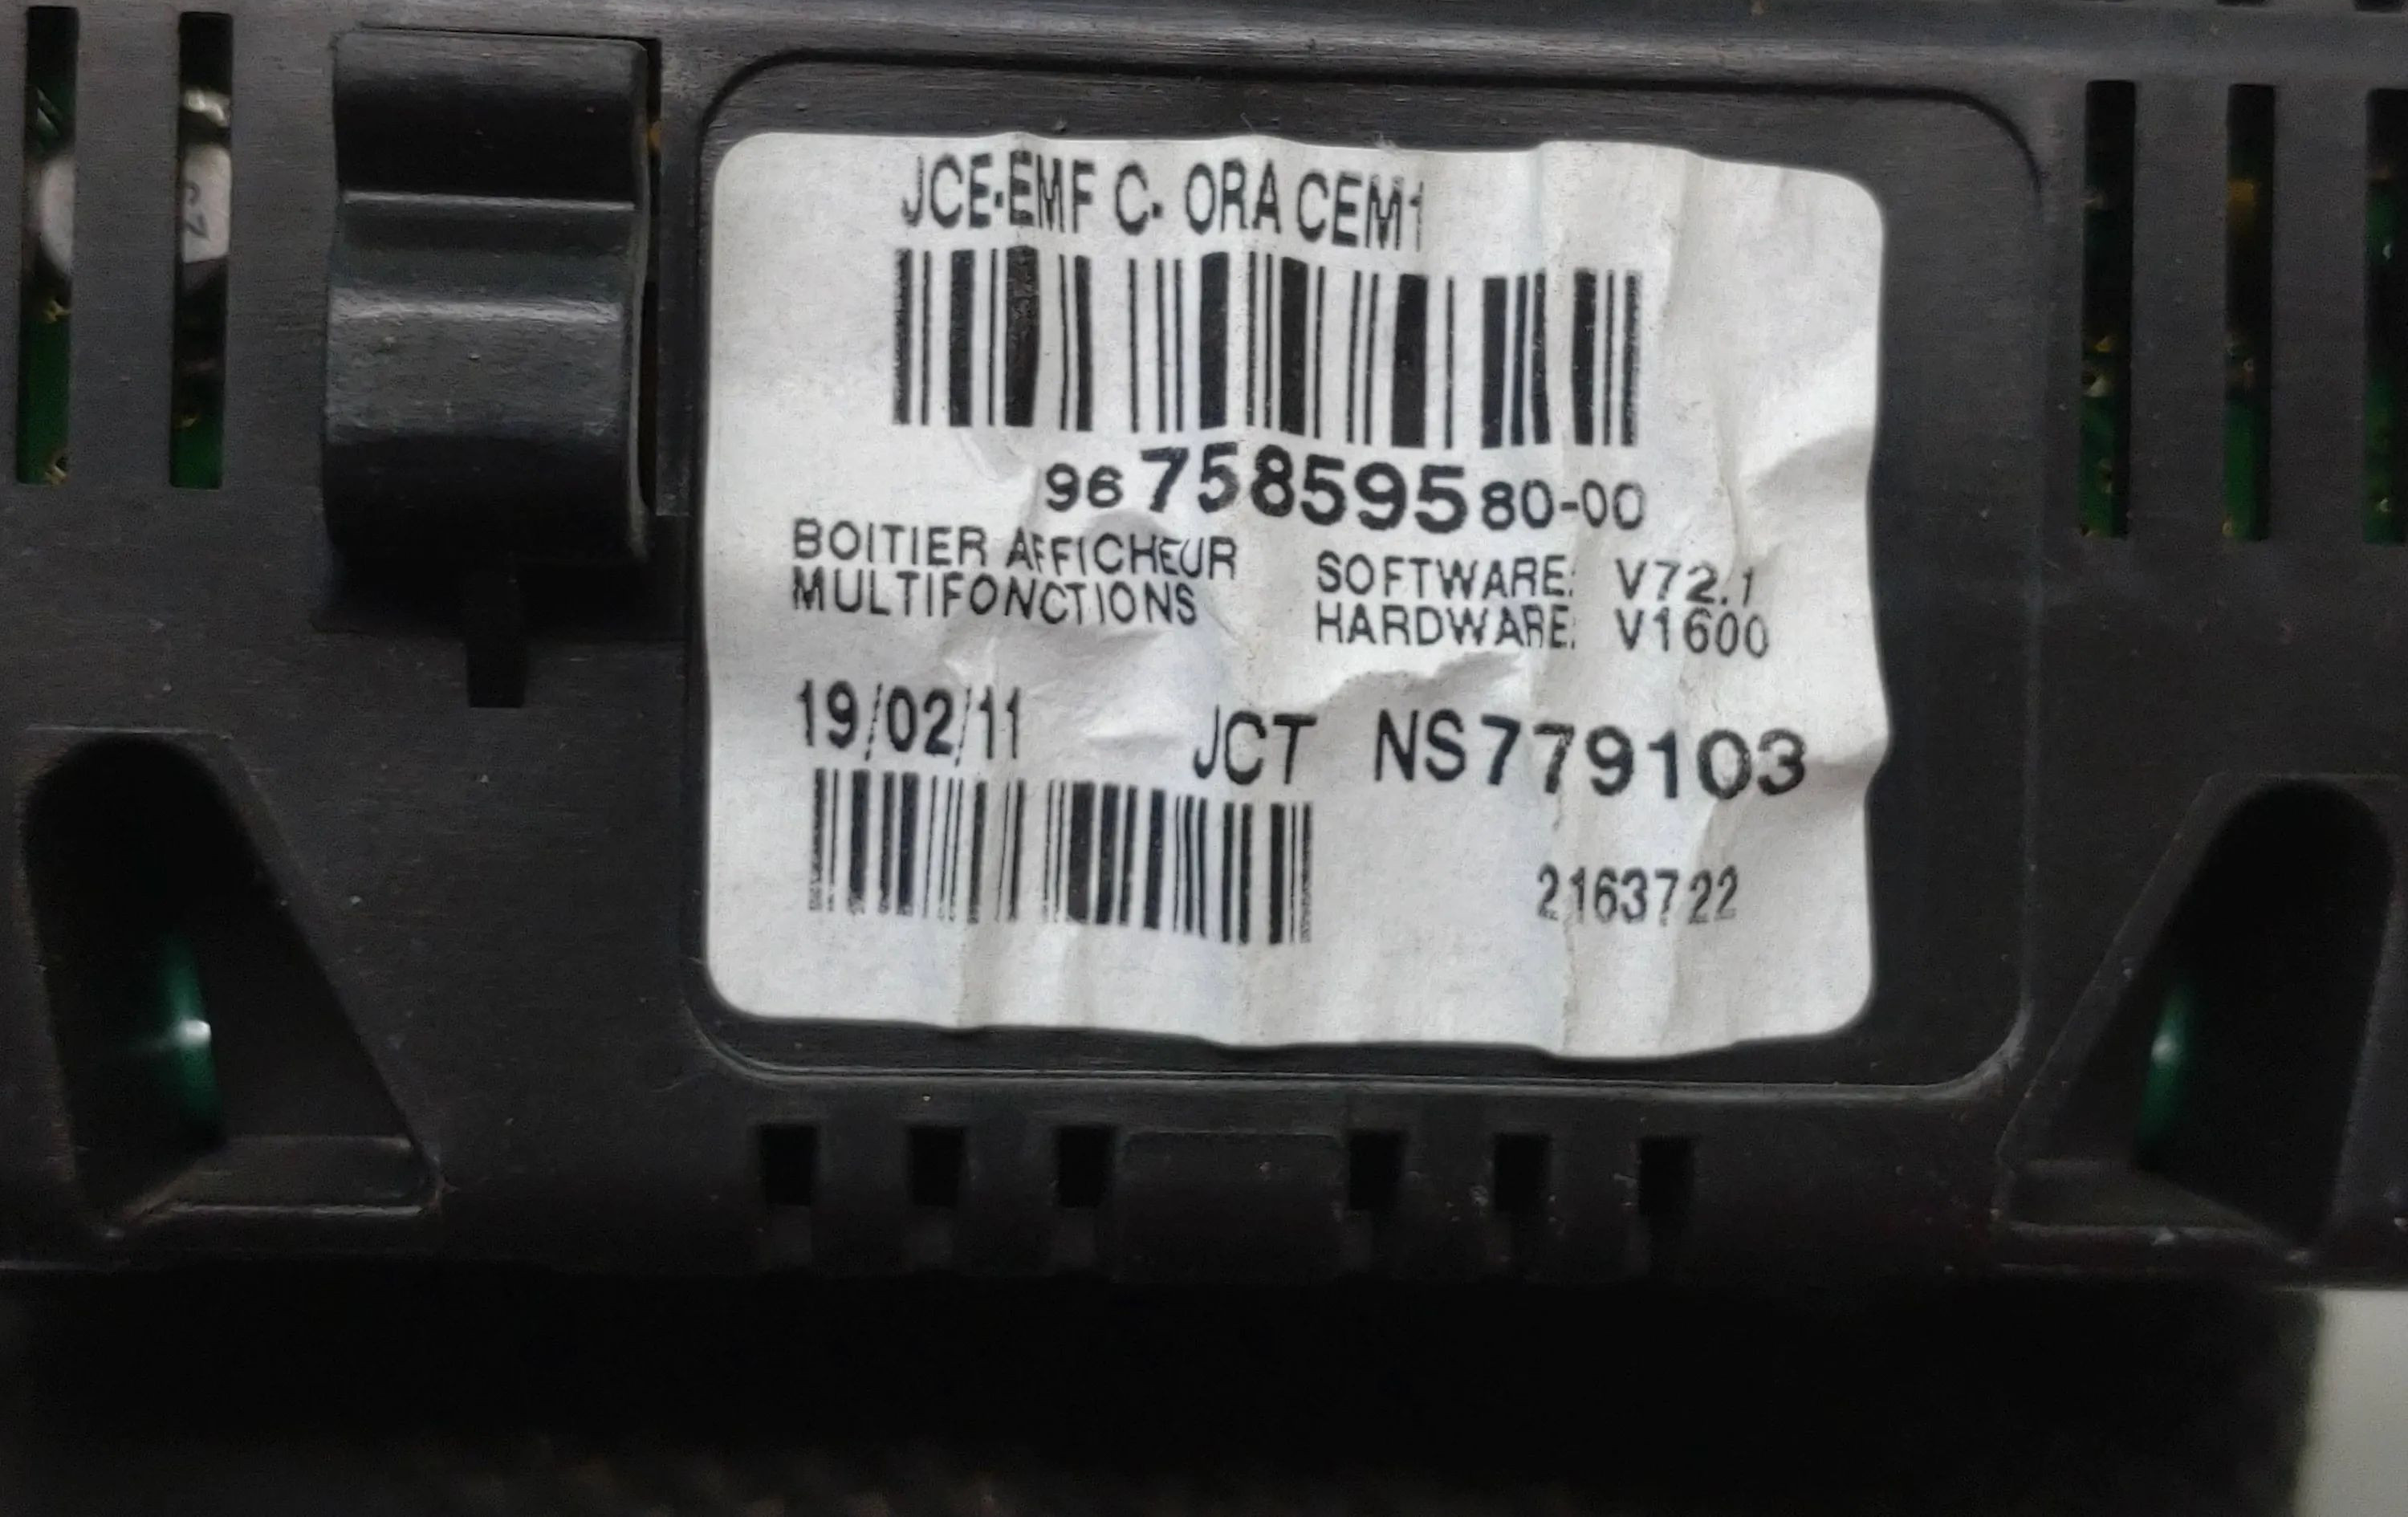 JCE-EMF C- ORA CEM1
96 758595 80-00
BOITIER AFFICHEUR
MULTIFONCTIONS
SOFTWARE: V72.1
HARDWARE: V1600
19/02/11 JCT NS779103
2163722